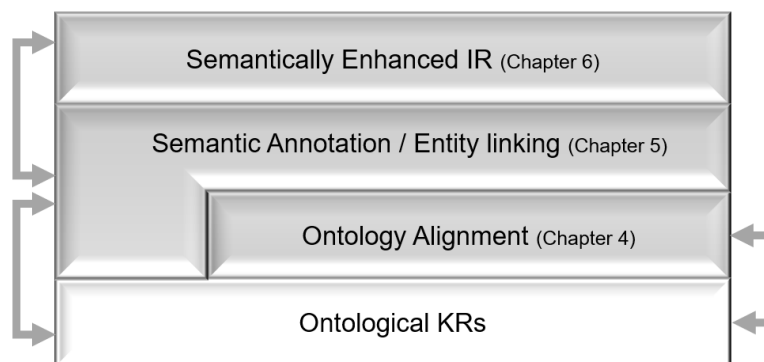 Semantically Enhanced IR (Chapter 6)
Semantic Annotation / Entity linking (Chapter 5)
Ontology Alignment (Chapter 4)
Ontological KRs